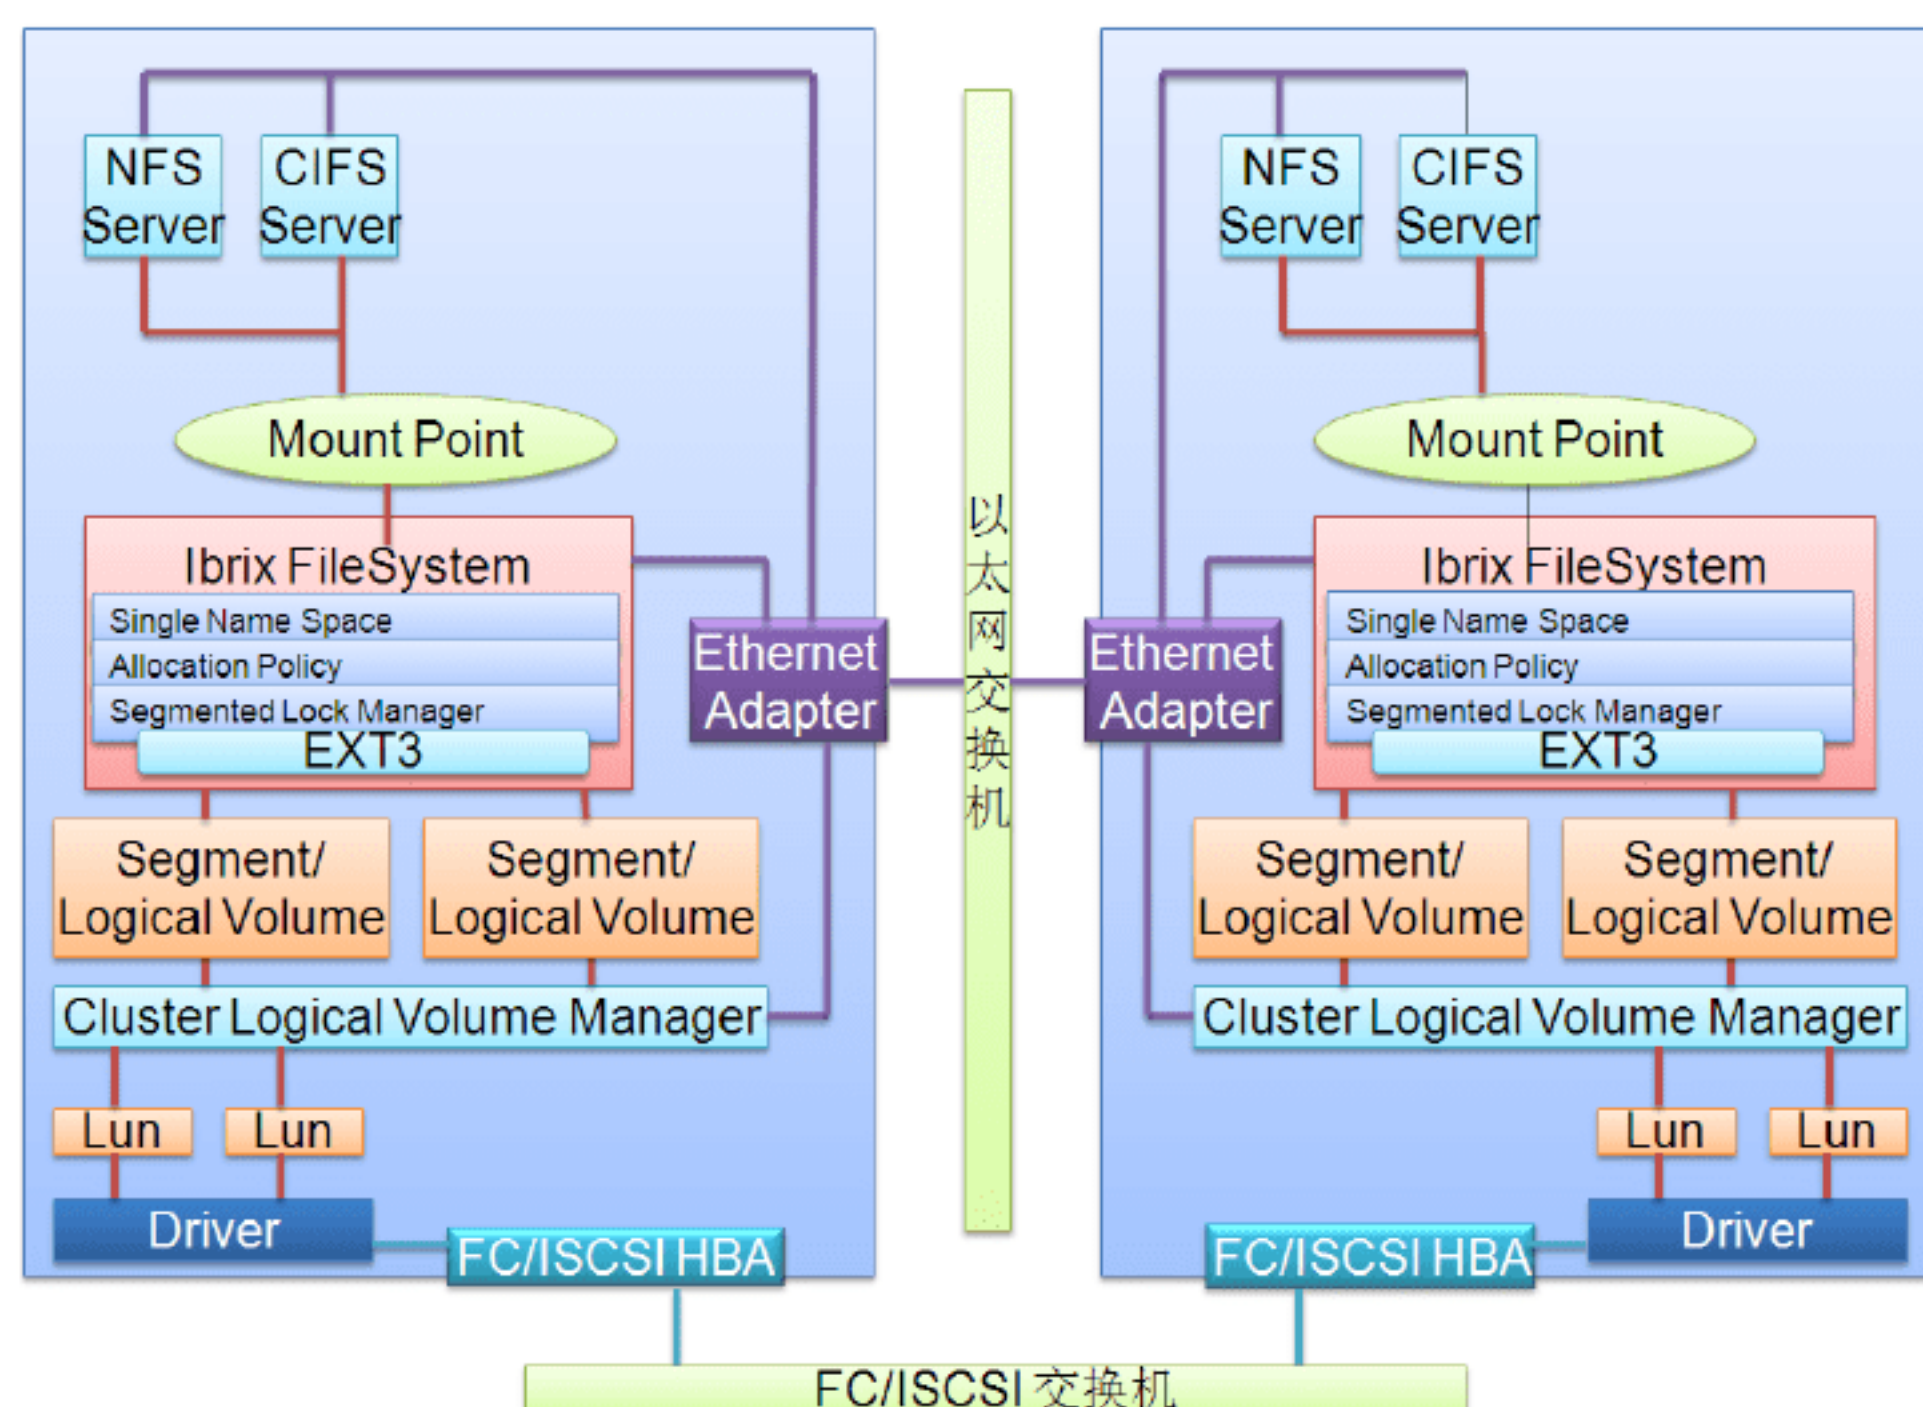 NFS
Server
CIFS
Server
Mount Point
Ibrix FileSystem
Single Name Space
Allocation Policy
Segmented Lock Manager
EXT3
Ethernet
Adapter
Segment/
Logical Volume
Segment/
Logical Volume
Cluster Logical Volume Manager
Lun
Lun
Driver
FC/ISCSI HBA
以太网交换机
NFS
Server
CIFS
Server
Mount Point
Ibrix FileSystem
Single Name Space
Allocation Policy
Segmented Lock Manager
EXT3
Ethernet
Adapter
Segment/
Logical Volume
Segment/
Logical Volume
Cluster Logical Volume Manager
Lun
Lun
Driver
FC/ISCSI HBA
FC/ISCSI 交换机